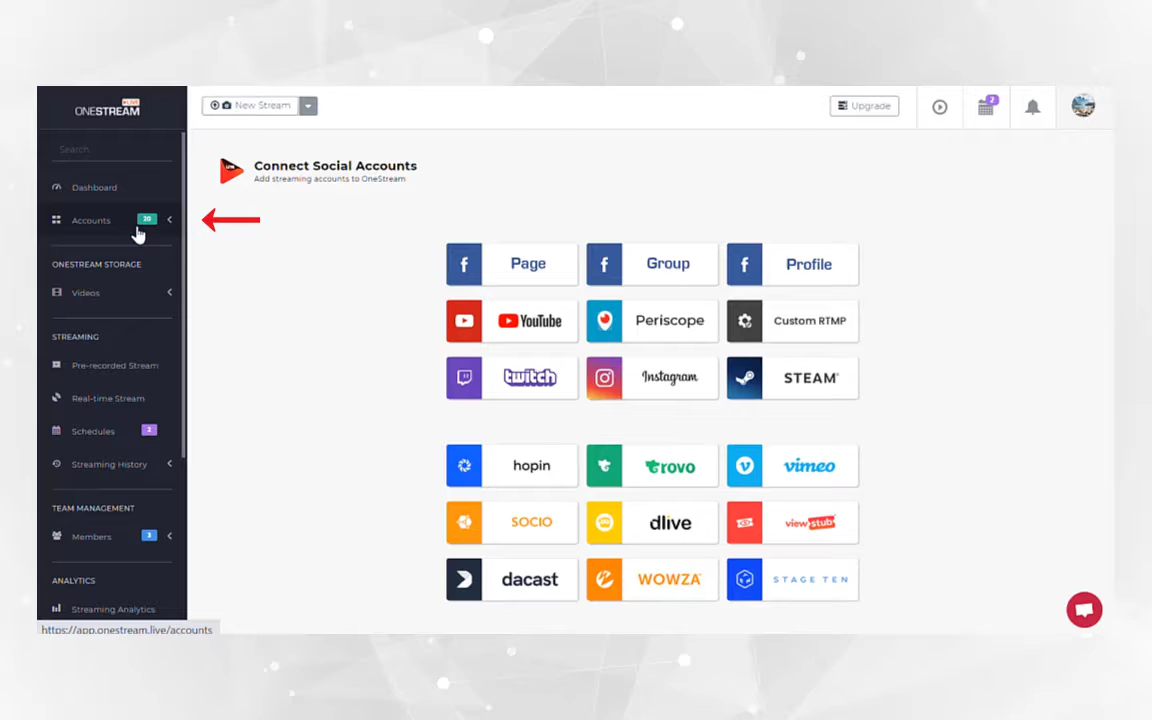 LIVE
ONESTREAM
New Stream
Upgrade
2
Search...
Dashboard
Accounts
20
ONESTREAM STORAGE
Videos
STREAMING
Pre-recorded Stream
Real-time Stream
Schedules
2
Streaming History
TEAM MANAGEMENT
Members
3
ANALYTICS
Streaming Analytics
https://app.onestream.live/accounts
LIVE
Connect Social Accounts
Add streaming accounts to OneStream
Page
Group
Profile
YouTube
Periscope
Custom RTMP
twitch
Instagram
STEAM®
hopin
trovo
vimeo
SOCIO
dlive
viewstub
dacast
WOWZA
STAGE TEN